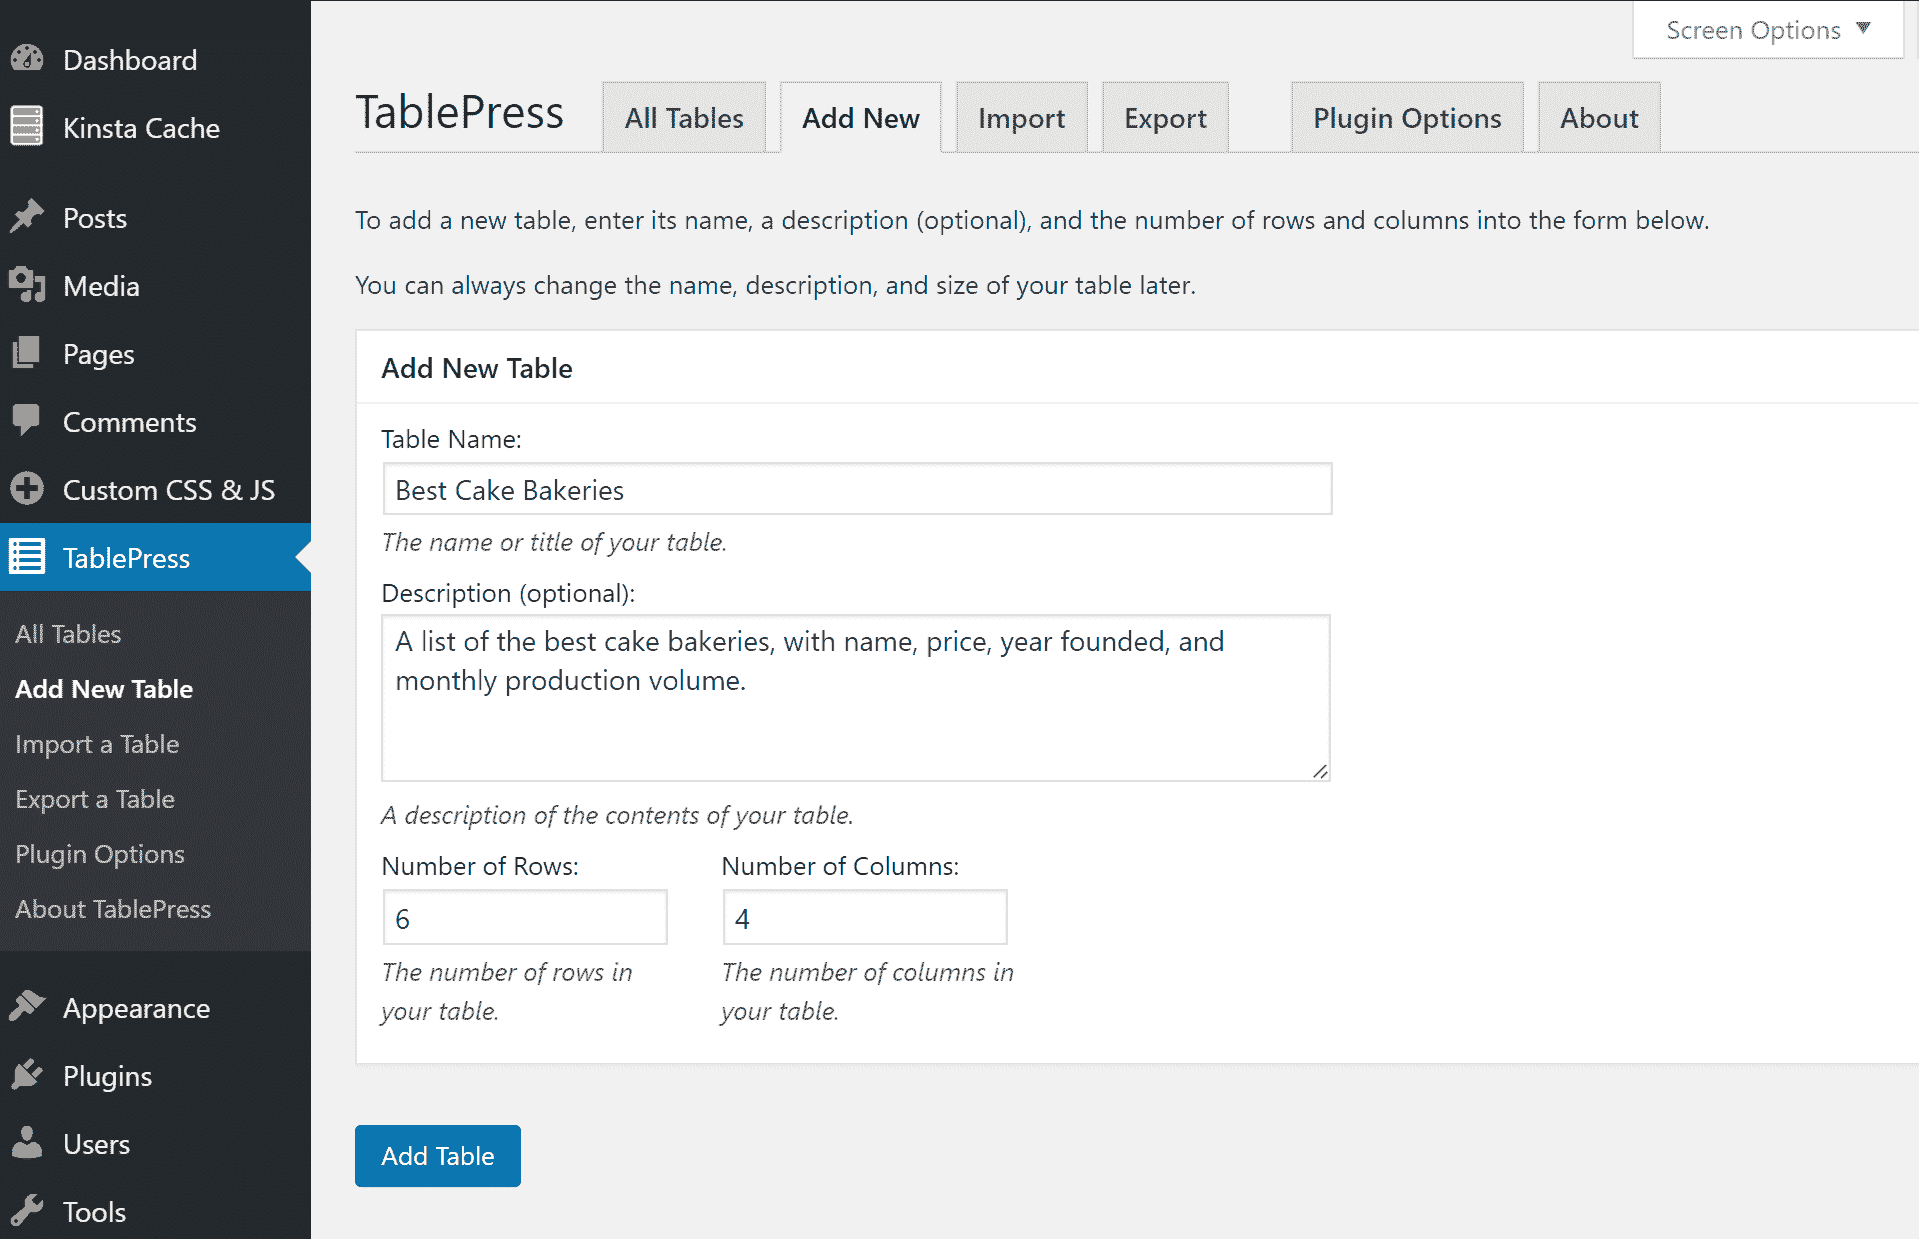 Dashboard
Kinsta Cache
Posts
Media
Pages
Comments
Custom CSS & JS
TablePress
All Tables
Add New Table
Import a Table
Export a Table
Plugin Options
About TablePress
Appearance
Plugins
Users
Tools
Screen Options
TablePress
All Tables
Add New
Import
Export
Plugin Options
About
To add a new table, enter its name, a description (optional), and the number of rows and columns into the form below.
You can always change the name, description, and size of your table later.
Add New Table
Table Name:
Best Cake Bakeries
The name or title of your table.
Description (optional):
A list of the best cake bakeries, with name, price, year founded, and
monthly production volume.
A description of the contents of your table.
Number of Rows:
Number of Columns:
6
4
The number of rows in
your table.
The number of columns in
your table.
Add Table